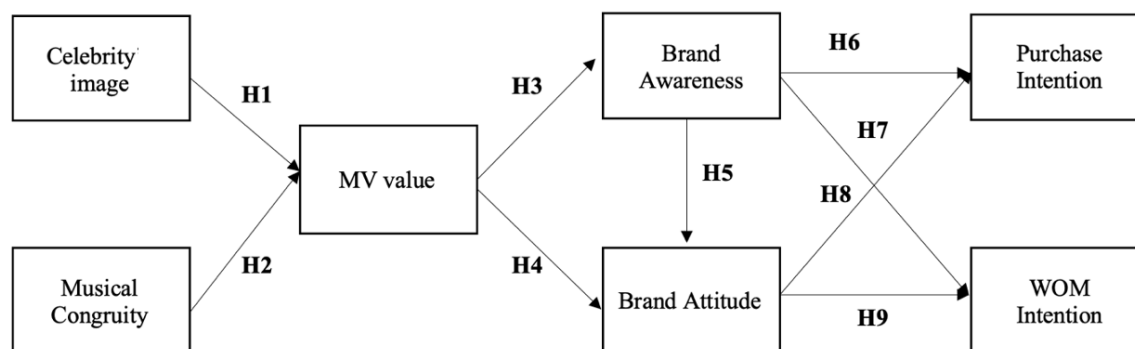 Celebrity'
image
H1
Musical
Congruity
H2
MV value
H3
H4
Brand
Awareness
H5
Brand Attitude
H6
H7
H8
H9
Purchase
Intention
WOM
Intention